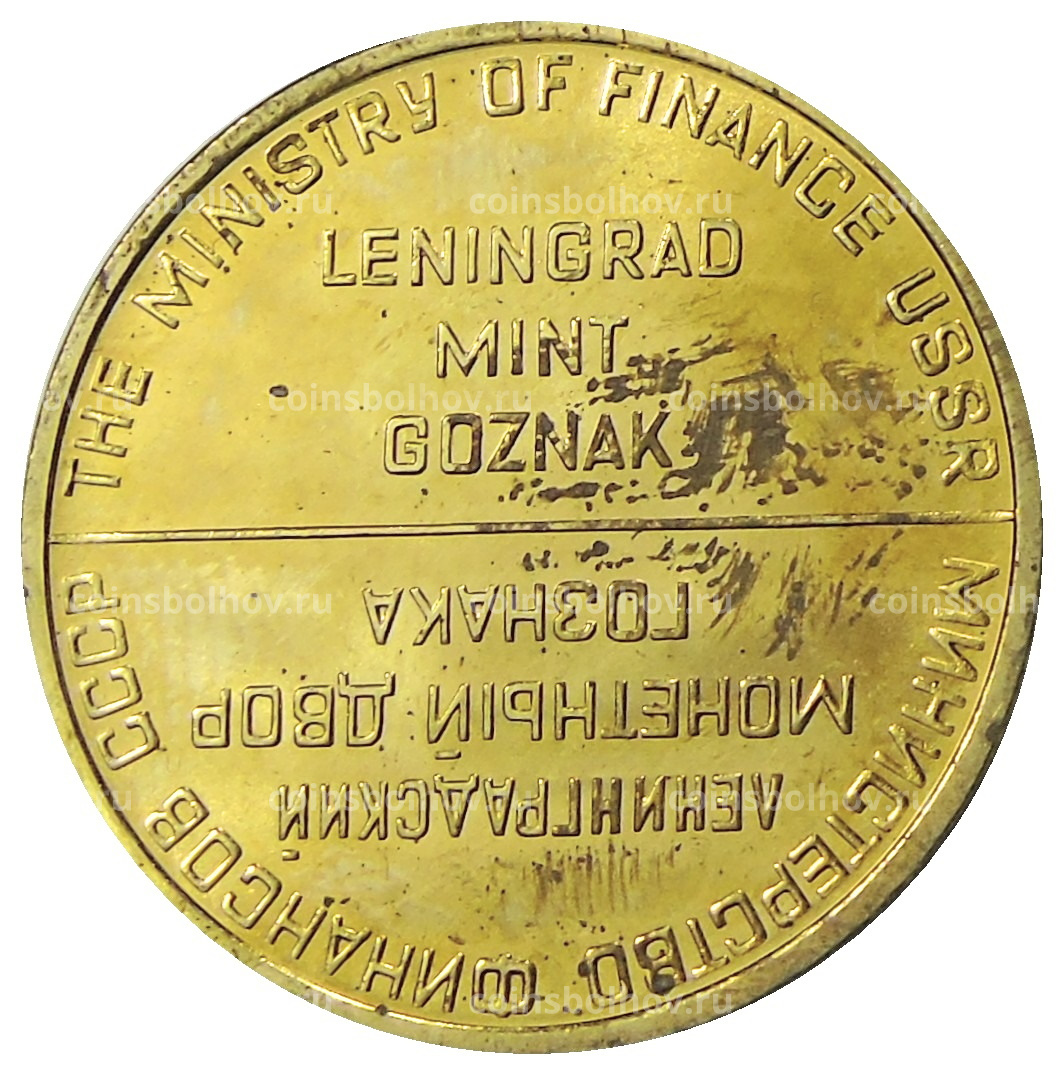 THE MINISTRY OF FINANCE USSR
LENINGRAD
MINT
GOZNAK
МИНИСТЕРСТВО ФИНАНСОВ СССР
ЛЕНИНГРАДСКИЙ
МОНЕТНЫЙ ДВОР
ГОЗНАКА
coinsbolhov.ru